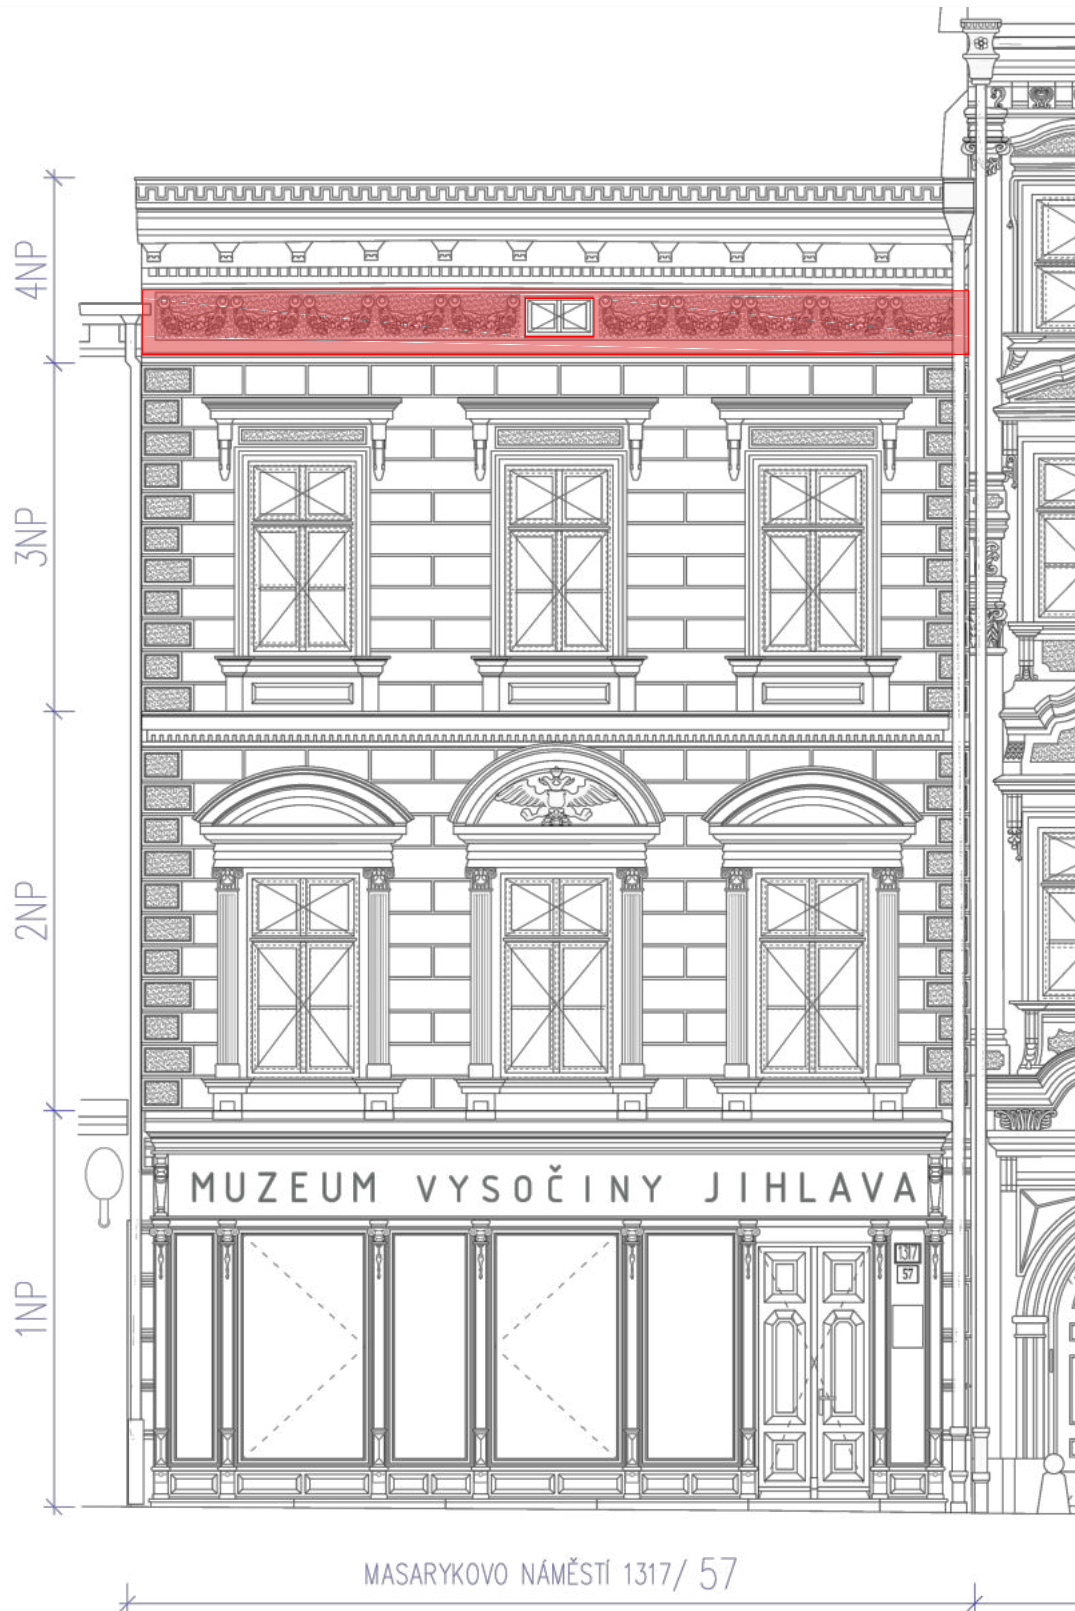 4NP
3NP
2NP
MUZEUM VYSOČINY JIHLAVA
1317
57
1NP
MASARYKOVO NÁMĚSTÍ 1317/ 57